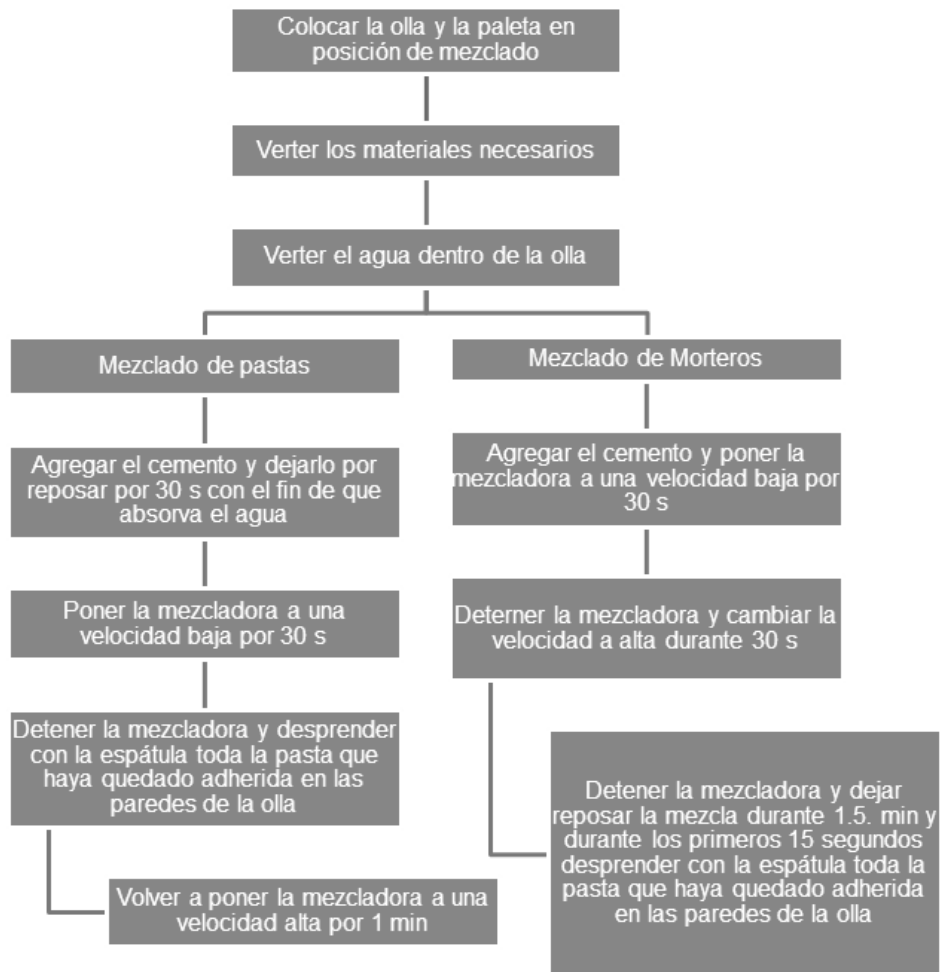 Colocar la olla y la paleta en
posición de mezclado
Verter los materiales necesarios
Verter el agua dentro de la olla
Mezclado de pastas
Agregar el cemento y dejarlo por
reposar por 30 s con el fin de que
absorva el agua
Poner la mezcladora a una
velocidad baja por 30 s
Detener la mezcladora y desprender
con la espátula toda la pasta que
haya quedado adherida en las
paredes de la olla
Volver a poner la mezcladora a una
velocidad alta por 1 min
Mezclado de Morteros
Agregar el cemento y poner la
mezcladora a una velocidad baja por
30 s
Deterner la mezcladora y cambiar la
velocidad a alta durante 30 s
Detener la mezcladora y dejar
reposar la mezcla durante 1.5. min y
durante los primeros 15 segundos
desprender con la espátula toda la
pasta que haya quedado adherida
en las paredes de la olla